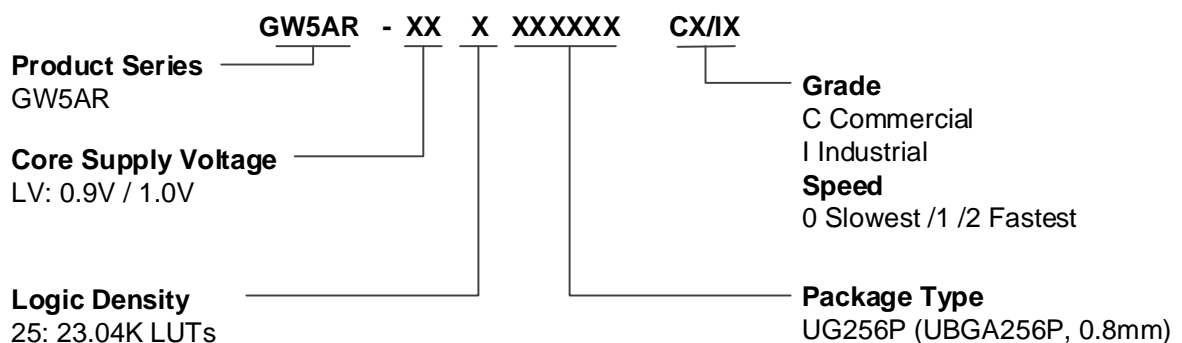 GW5AR - XX X XXXXXX CX/IX
Product Series
GW5AR
Core Supply Voltage
LV: 0.9V / 1.0V
Logic Density
25: 23.04K LUTs
Grade
C Commercial
I Industrial
Speed
0 Slowest /1 /2 Fastest
Package Type
UG256P (UBGA256P, 0.8mm)